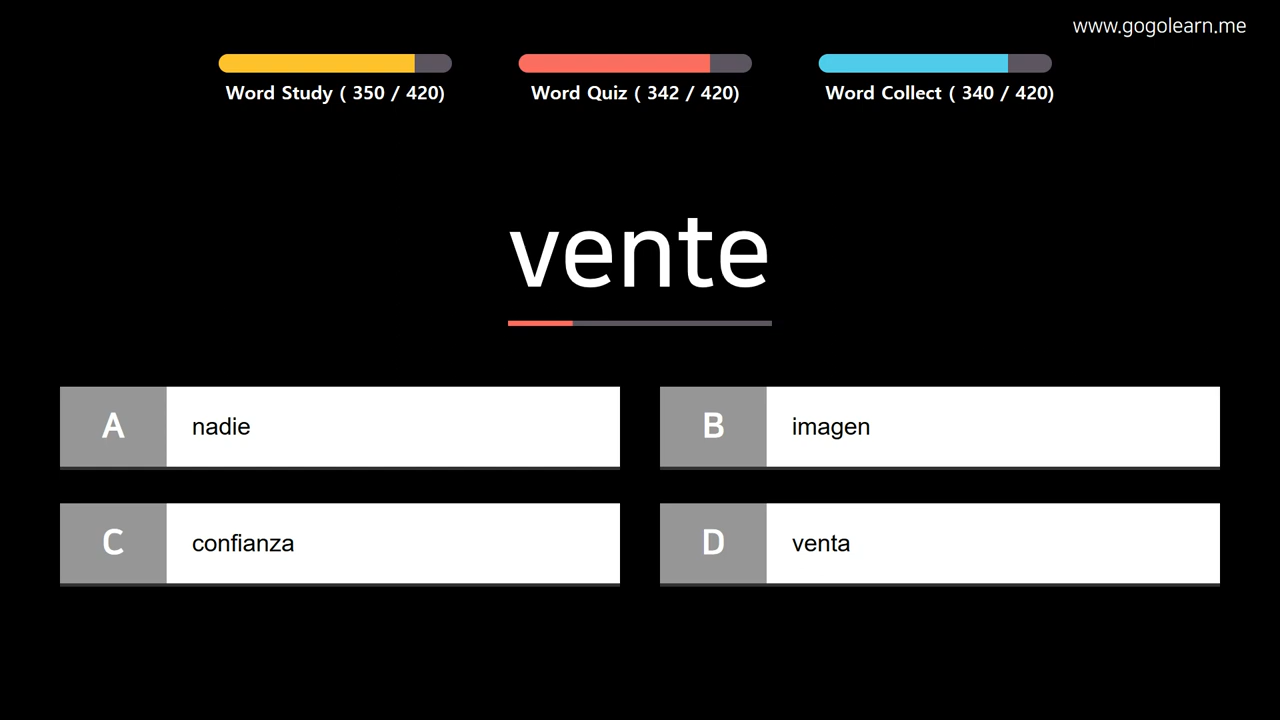 www.gogolearn.me
Word Study ( 350 / 420)
Word Quiz ( 342 / 420)
Word Collect ( 340 / 420)
vente
A nadie
B imagen
C confianza
D venta